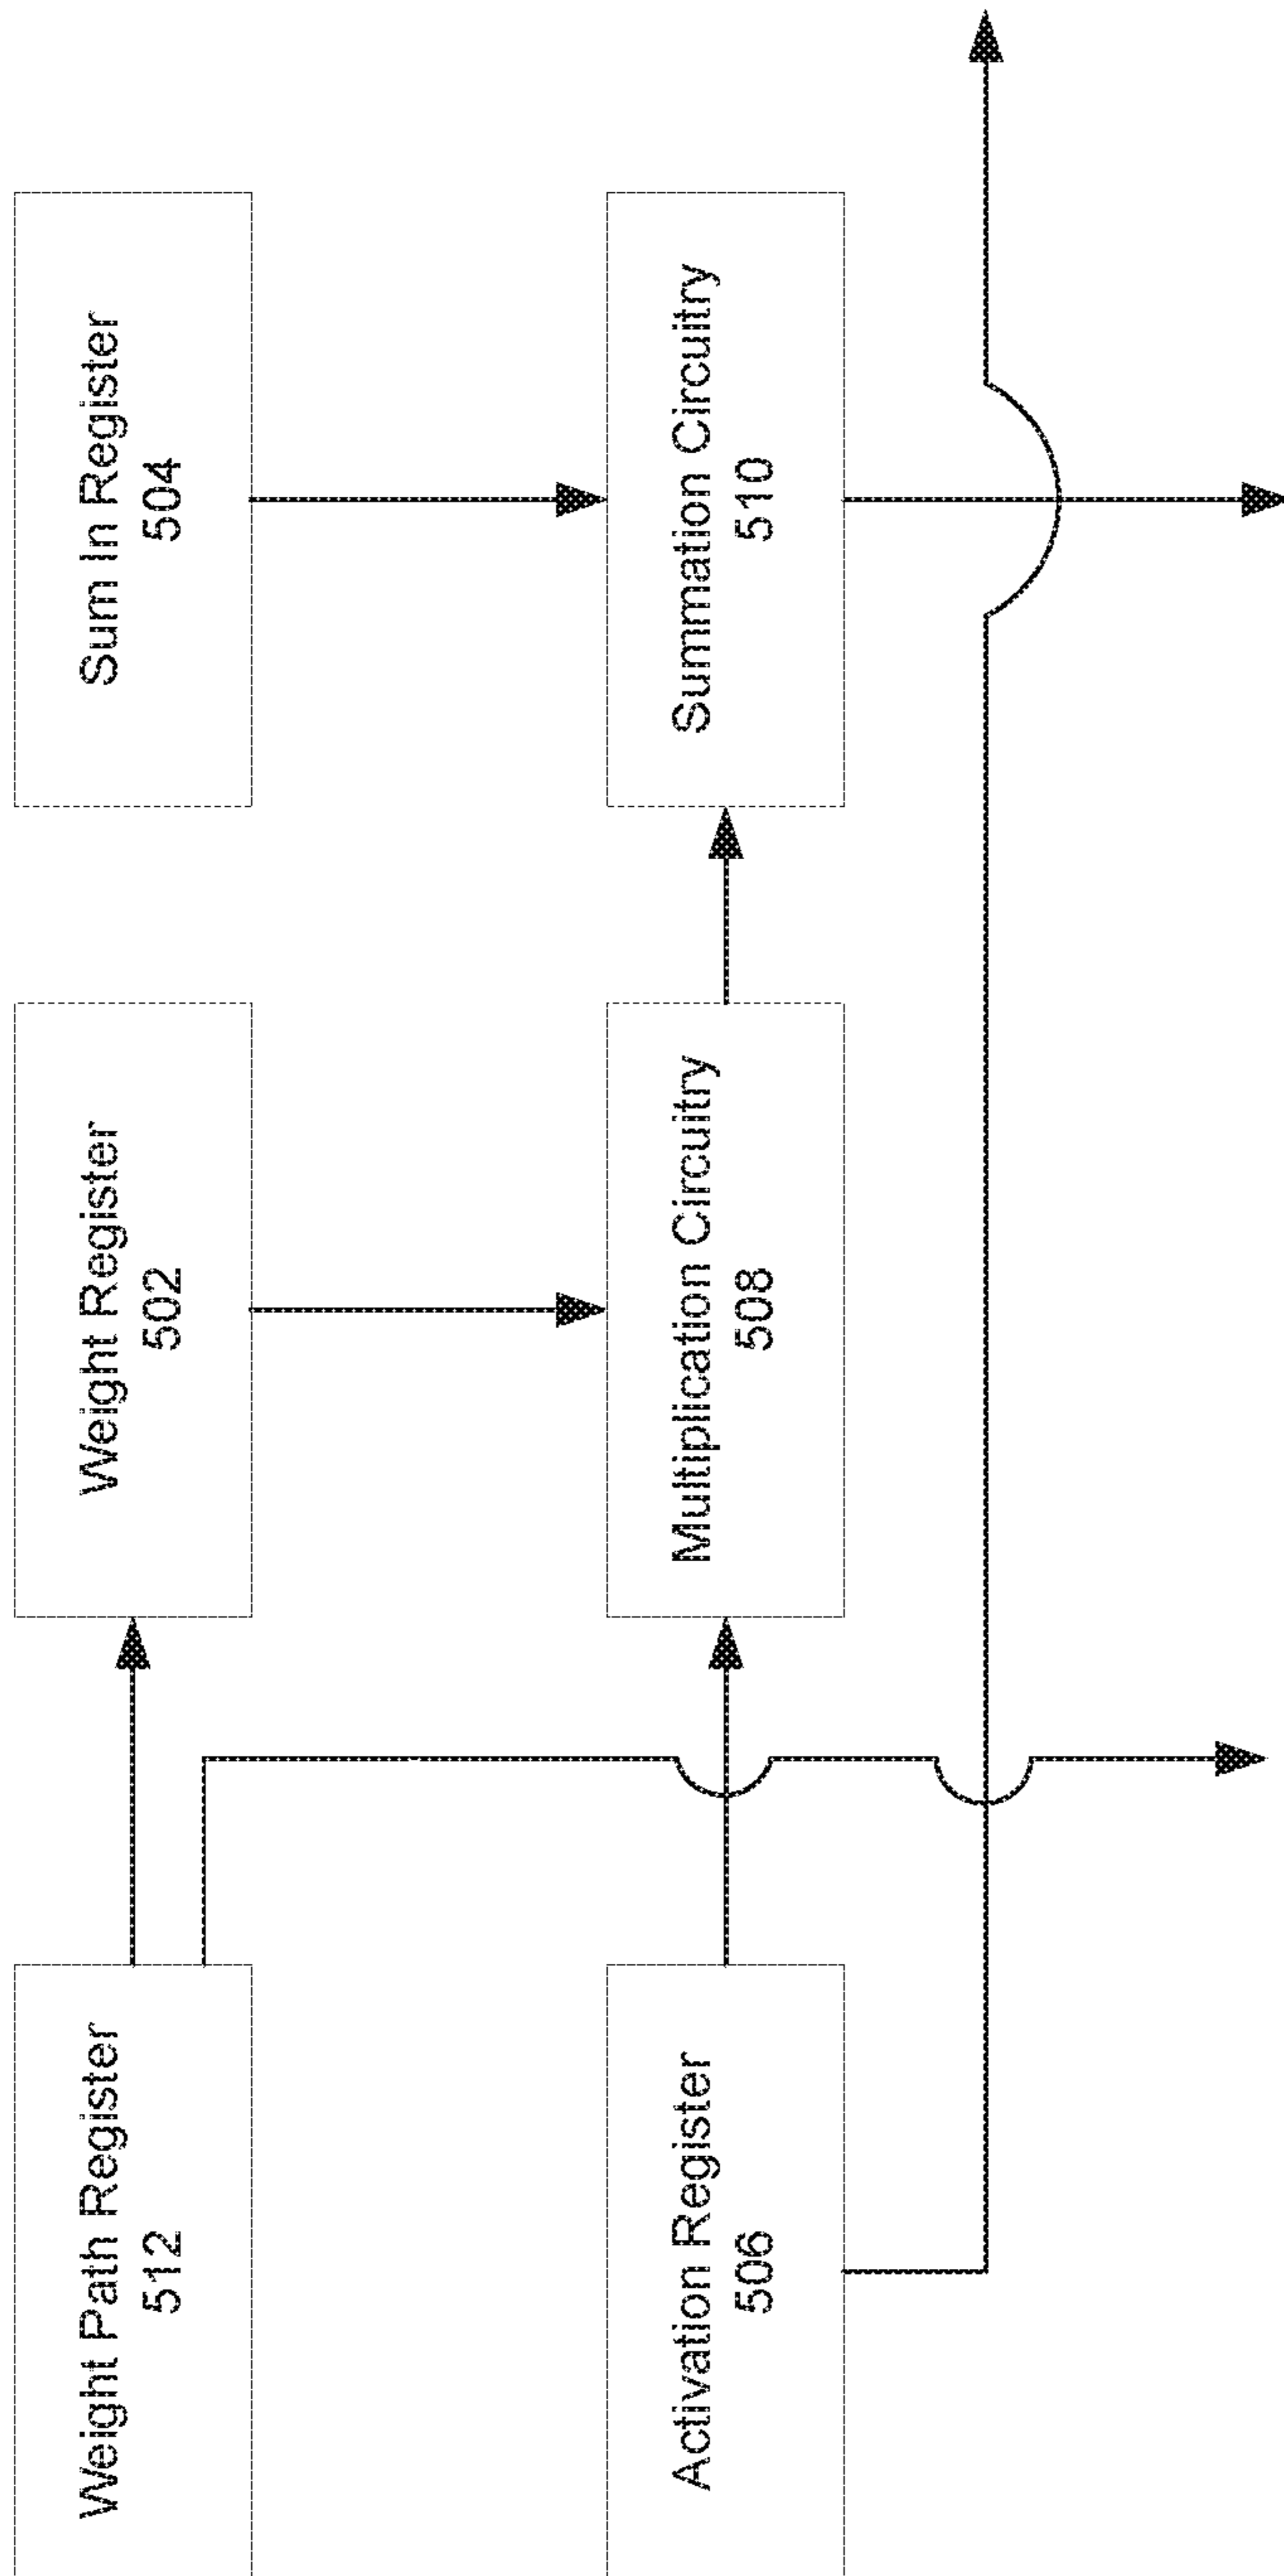 Weight Path Register
512
Weight Register
502
Sum In Register
504
Activation Register
506
Multiplication Circuitry
508
Summation Circuitry
510